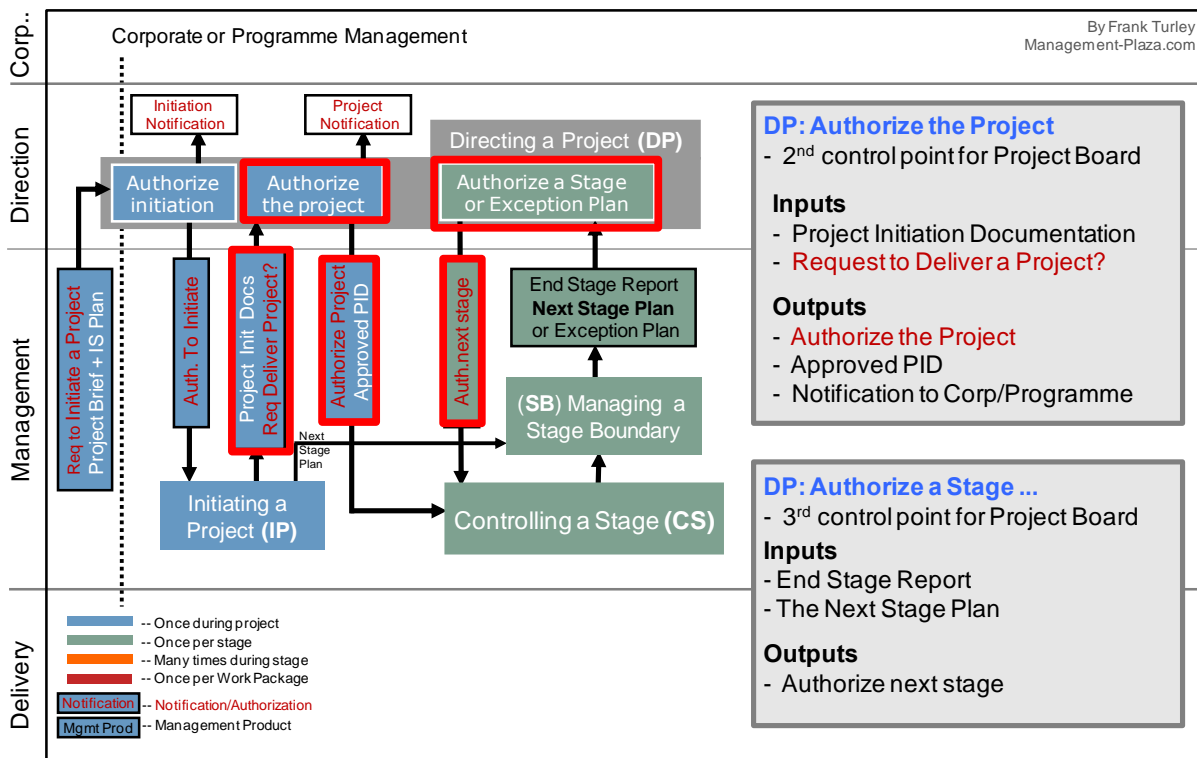 Corp..
Corporate or Programme Management
By Frank Turley
Management-Plaza.com
Direction
Initiation
Notification
Project
Notification
Directing a Project (DP)
Authorize
initiation
Authorize
the project
Authorize a Stage
or Exception Plan
Management
Req to Initiate a Project
Project Brief + IS Plan
Auth. To Initiate
Project Init Docs
Req Deliver Project?
Authorize Project
Approved PID
Auth.next stage
End Stage Report
Next Stage Plan
or Exception Plan
(SB) Managing a
Stage Boundary
Next
Stage
Plan
Initiating a
Project (IP)
Controlling a Stage (CS)
Delivery
-- Once during project
-- Once per stage
-- Many times during stage
-- Once per Work Package
Notification -- Notification/Authorization
Mgmt Prod -- Management Product
DP: Authorize the Project
- 2nd control point for Project Board
Inputs
- Project Initiation Documentation
- Request to Deliver a Project?
Outputs
- Authorize the Project
- Approved PID
- Notification to Corp/Programme
DP: Authorize a Stage ...
- 3rd control point for Project Board
Inputs
- End Stage Report
- The Next Stage Plan
Outputs
- Authorize next stage